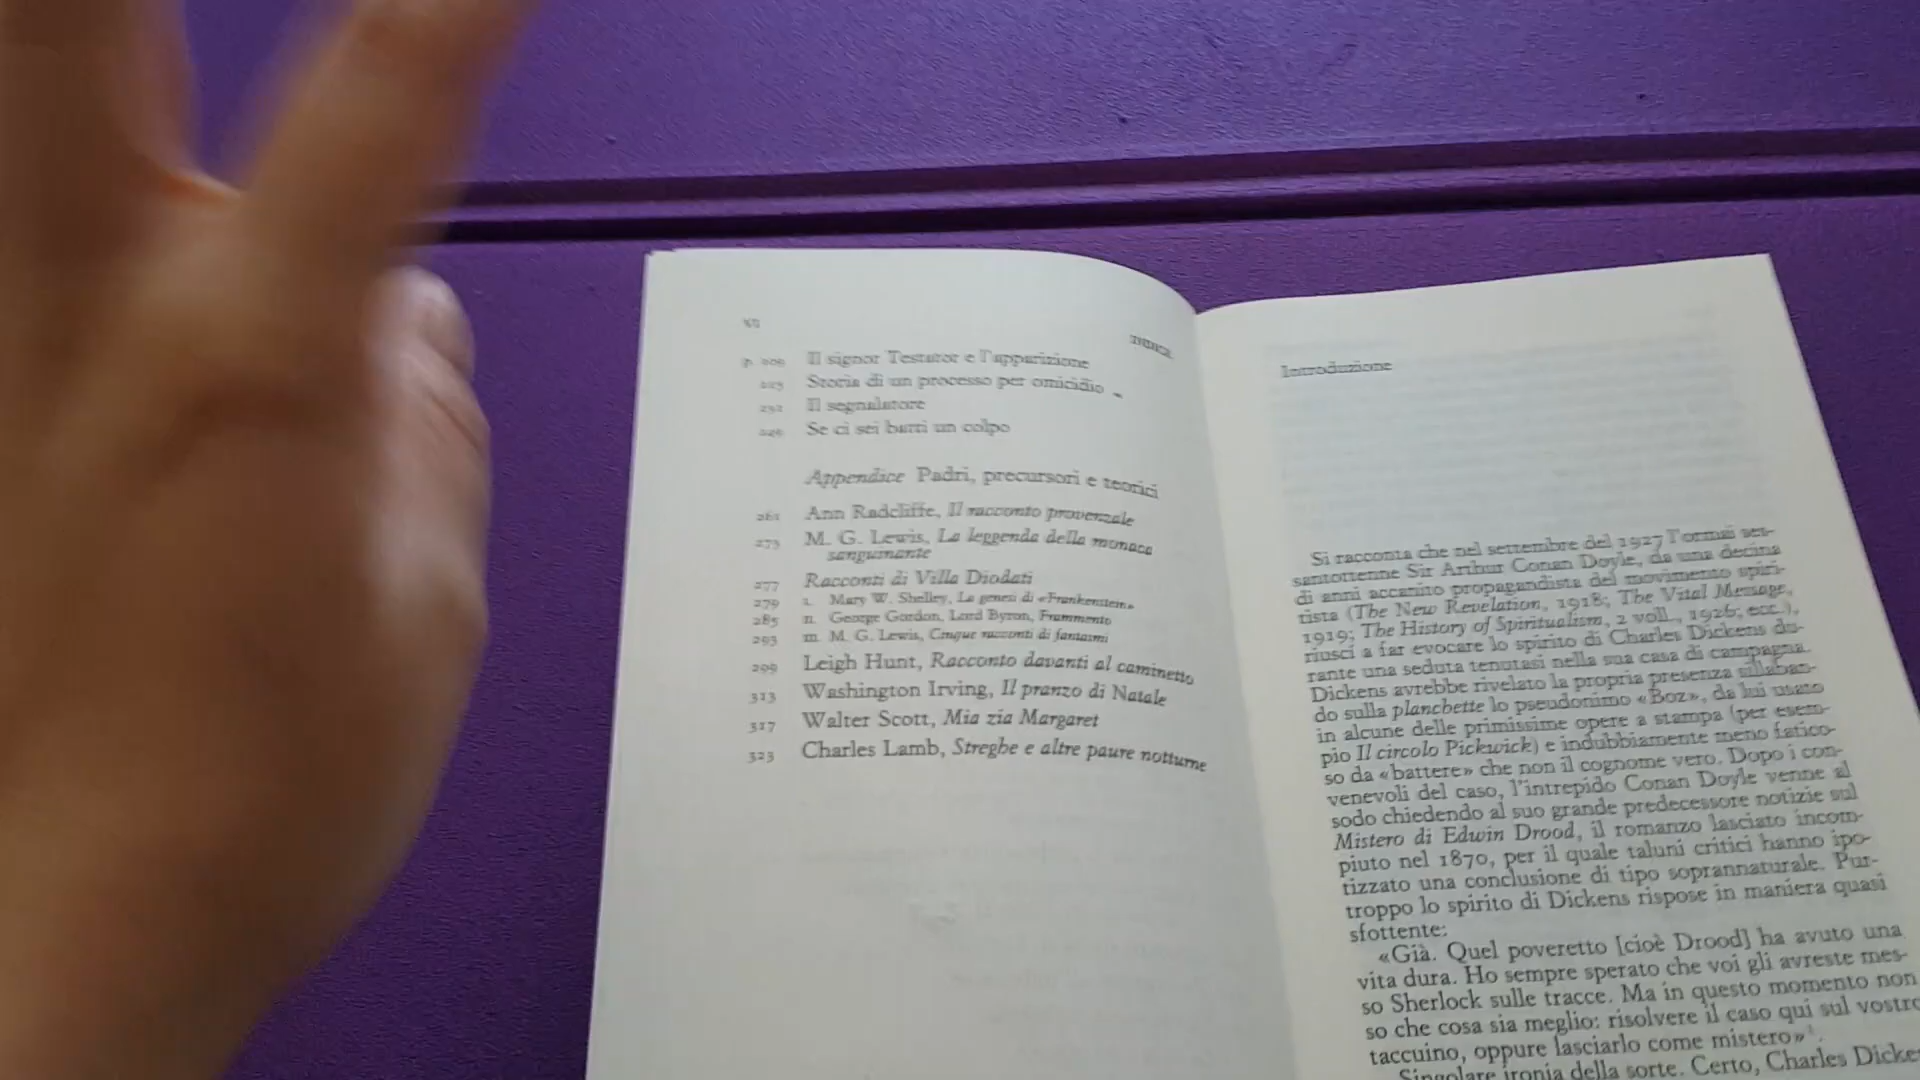 INDICE
p. 209 Il signor Testator e l'apparizione
Storia di un processo per omicidio
232 Il segnalatore
Se ci sei batti un colpo
Appendice Padri, precursori e teorici
261 Ann Radcliffe, Il racconto provenzale
273 M. G. Lewis, La leggenda della monaca
sanguinante
277 Racconti di Villa Diodati
279 I. Mary W. Shelley, La genesi di «Frankenstein»
285 II. George Gordon, Lord Byron, Frammento
293 III. M. G. Lewis, Cinque racconti di fantasmi
299 Leigh Hunt, Racconto davanti al caminetto
313 Washington Irving, Il pranzo di Natale
317 Walter Scott, Mia zia Margaret
323 Charles Lamb, Streghe e altre paure notturne
Introduzione
Si racconta che nel settembre del 1927 l'ormai ses-
santottenne Sir Arthur Conan Doyle, da una decina
di anni accanito propagandista del movimento spiri-
tista (The New Revelation, 1918; The Vital Message,
1919; The History of Spiritualism, 2 voll., 1926; ecc.),
riuscí a far evocare lo spirito di Charles Dickens du-
rante una seduta tenutasi nella sua casa di campagna.
Dickens avrebbe rivelato la propria presenza sillaban-
do sulla planchette lo pseudonimo «Boz», da lui usato
in alcune delle primissime opere a stampa (per esem-
pio Il circolo Pickwick) e indubbiamente meno fatico-
so da «battere» che non il cognome vero. Dopo i con-
venevoli del caso, l'intrepido Conan Doyle venne al
sodo chiedendo al suo grande predecessore notizie sul
Mistero di Edwin Drood, il romanzo lasciato incom-
piuto nel 1870, per il quale taluni critici hanno ipo-
tizzato una conclusione di tipo soprannaturale. Pur-
troppo lo spirito di Dickens rispose in maniera quasi
sfottente:
«Già. Quel poveretto [cioè Drood] ha avuto una
vita dura. Ho sempre sperato che voi gli avreste mes-
so Sherlock sulle tracce. Ma in questo momento non
so che cosa sia meglio: risolvere il caso qui sul vostro
taccuino, oppure lasciarlo come mistero»¹.
Singolare ironia della sorte. Certo, Charles